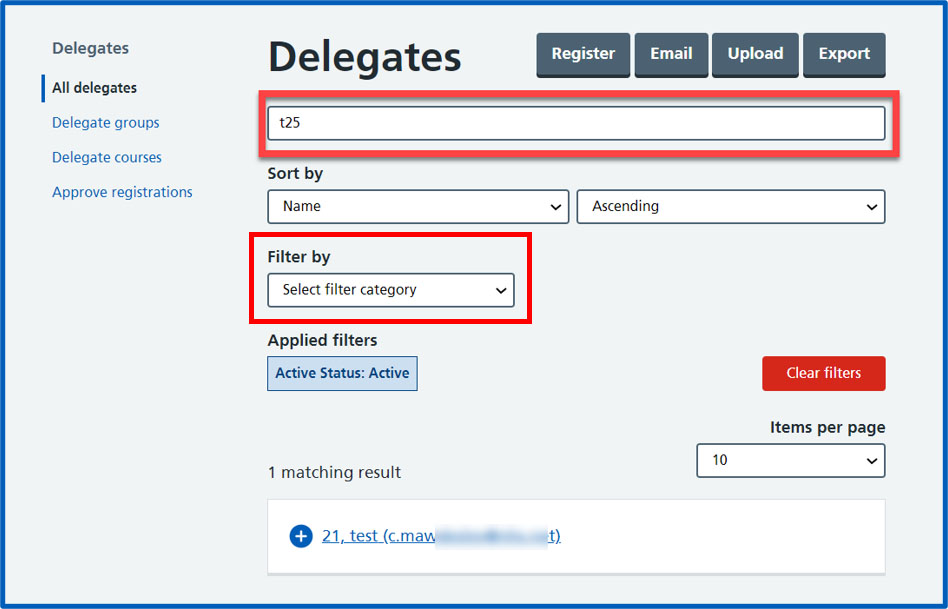 Delegates
All delegates
Delegate groups
Delegate courses
Approve registrations
Delegates
Register
Email
Upload
Export
t25
Sort by
Name
Ascending
Filter by
Select filter category
Applied filters
Active Status: Active
Clear filters
Items per page
10
1 matching result
21, test